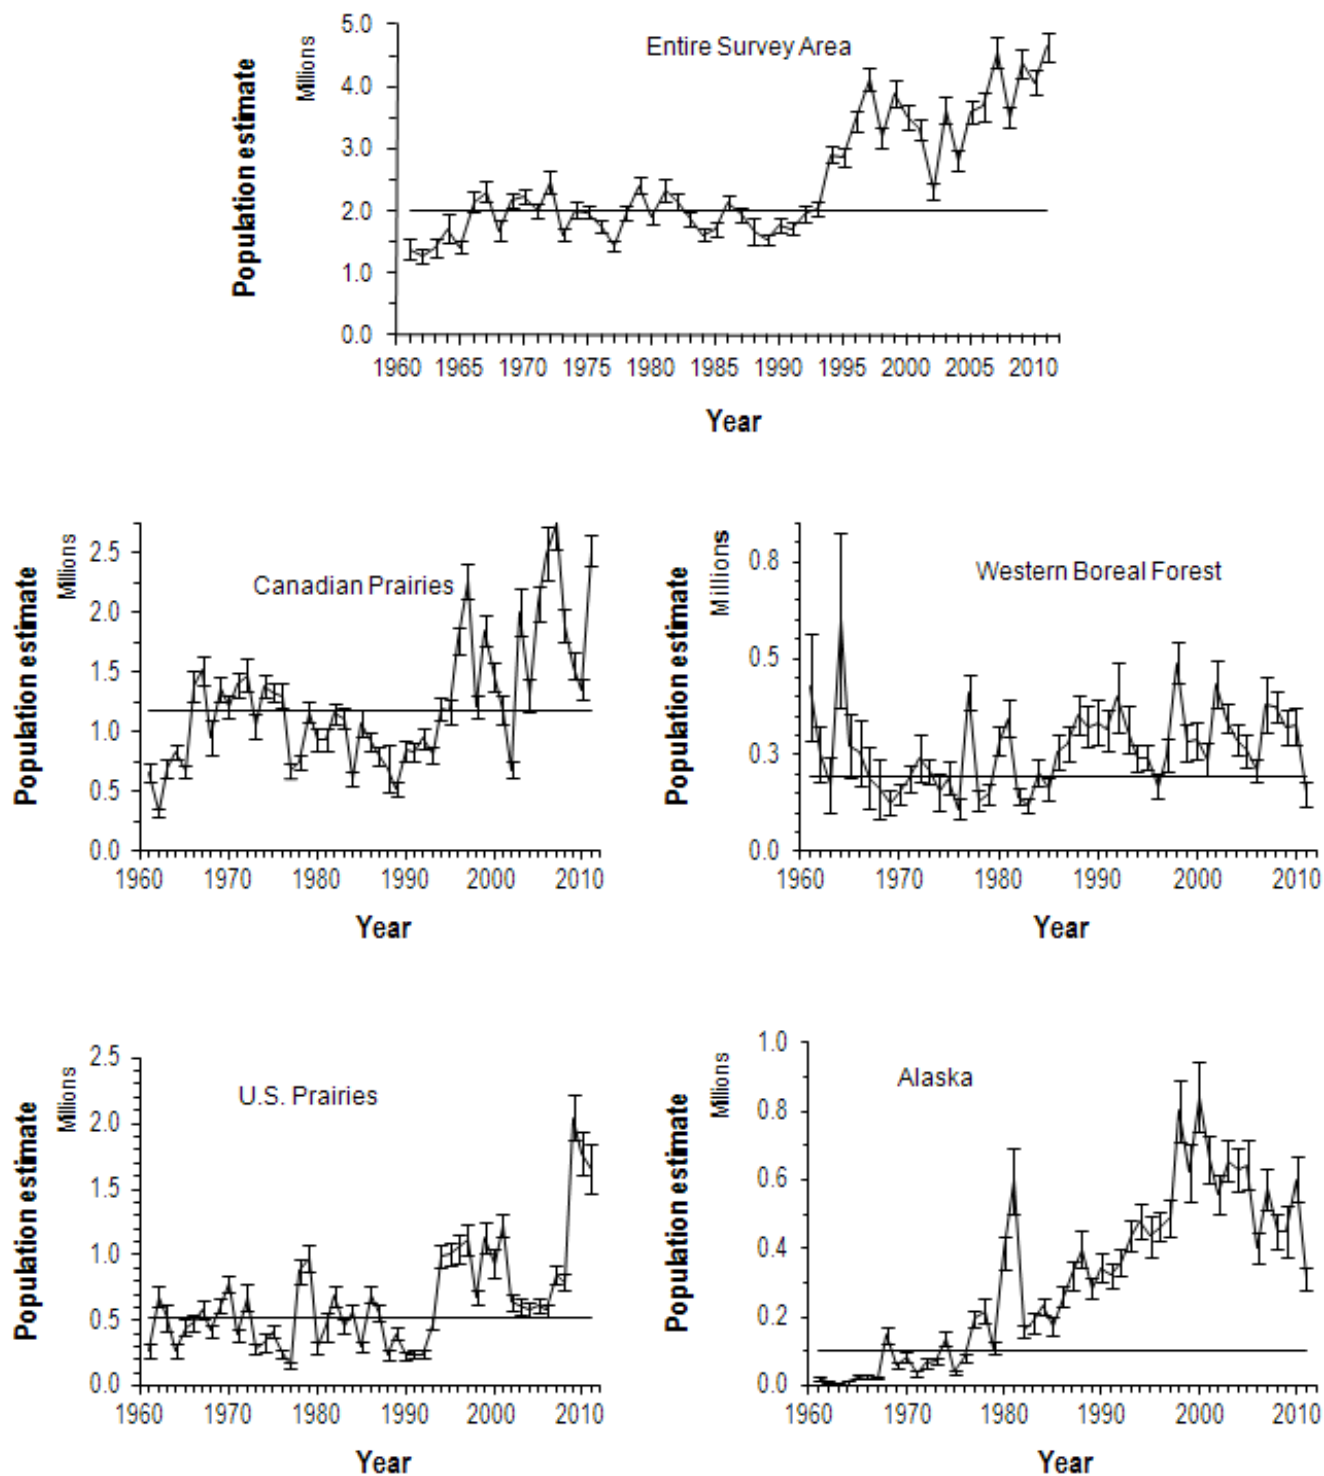 Entire Survey Area
Population estimate
Millions
5.0
4.0
3.0
2.0
1.0
0.0
1960 1965 1970 1975 1980 1985 1990 1995 2000 2005 2010
Year
Canadian Prairies
Population estimate
Millions
2.5
2.0
1.5
1.0
0.5
0.0
1960 1970 1980 1990 2000 2010
Year
Western Boreal Forest
Population estimate
Millions
0.8
0.5
0.3
0.0
1960 1970 1980 1990 2000 2010
Year
U.S. Prairies
Population estimate
Millions
2.5
2.0
1.5
1.0
0.5
0.0
1960 1970 1980 1990 2000 2010
Year
Alaska
Population estimate
Millions
1.0
0.8
0.6
0.4
0.2
0.0
1960 1970 1980 1990 2000 2010
Year